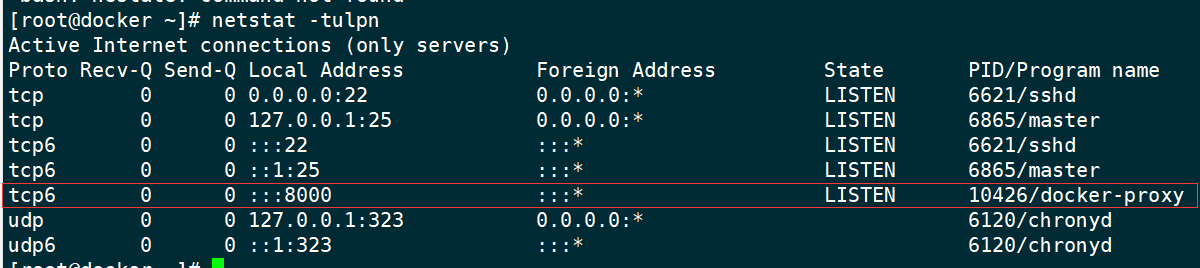 bash: nestate: command not found
[root@docker ~]# netstat -tulpn
Active Internet connections (only servers)
Proto Recv-Q Send-Q Local Address           Foreign Address         State       PID/Program name
tcp        0      0 0.0.0.0:22              0.0.0.0:*               LISTEN      6621/sshd
tcp        0      0 127.0.0.1:25            0.0.0.0:*               LISTEN      6865/master
tcp6       0      0 :::22                   :::*                    LISTEN      6621/sshd
tcp6       0      0 ::1:25                  :::*                    LISTEN      6865/master
tcp6       0      0 :::8000                 :::*                    LISTEN      10426/docker-proxy
udp        0      0 127.0.0.1:323           0.0.0.0:*                           6120/chronyd
udp6       0      0 ::1:323                 :::*                                6120/chronyd
[root@docker ~]#